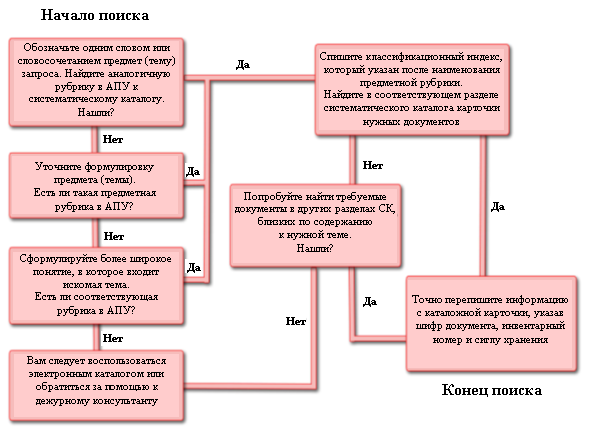 Начало поиска
Обозначьте одним словом или
словосочетанием предмет (тему)
запроса. Найдите аналогичную
рубрику в АПУ к
систематическому каталогу.
Нашли?
Да
Спишите классификационный индекс,
который указан после наименования
предметной рубрики.
Найдите в соответствующем разделе
систематического каталога карточки
нужных документов
Нет
Уточните формулировку
предмета (темы).
Есть ли такая предметная
рубрика в АПУ?
Да
Нет
Попробуйте найти требуемые
документы в других разделах СК,
близких по содержанию
к нужной теме.
Нашли?
Да
Нет
Сформулируйте более широкое
понятие, в которое входит
искомая тема.
Есть ли соответствующая
рубрика в АПУ?
Да
Точно перепишите информацию
с каталожной карточки, указав
шифр документа, инвентарный
номер и сиглу хранения
Да
Нет
Нет
Вам следует воспользоваться
электронным каталогом или
обратиться за помощью к
дежурному консультанту
Конец поиска